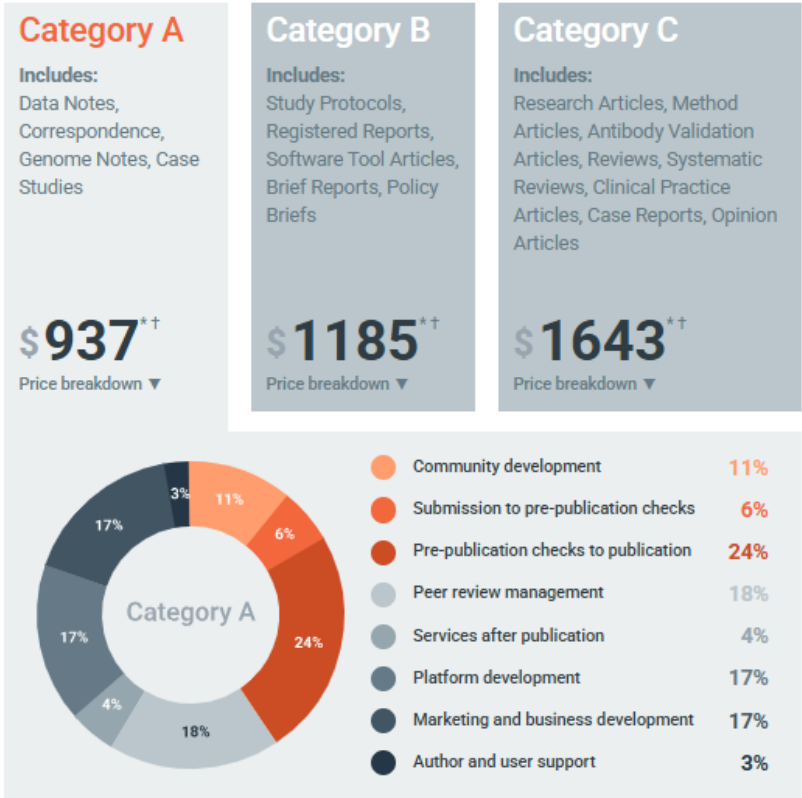 Category A
Includes:
Data Notes,
Correspondence,
Genome Notes, Case
Studies
$937*†
Price breakdown ▼
Category B
Includes:
Study Protocols,
Registered Reports,
Software Tool Articles,
Brief Reports, Policy
Briefs
$1185*†
Price breakdown ▼
Category C
Includes:
Research Articles, Method
Articles, Antibody Validation
Articles, Reviews, Systematic
Reviews, Clinical Practice
Articles, Case Reports, Opinion
Articles
$1643*†
Price breakdown ▼
3%
11%
6%
24%
18%
4%
17%
17%
Category A
Community development 11%
Submission to pre-publication checks 6%
Pre-publication checks to publication 24%
Peer review management 18%
Services after publication 4%
Platform development 17%
Marketing and business development 17%
Author and user support 3%